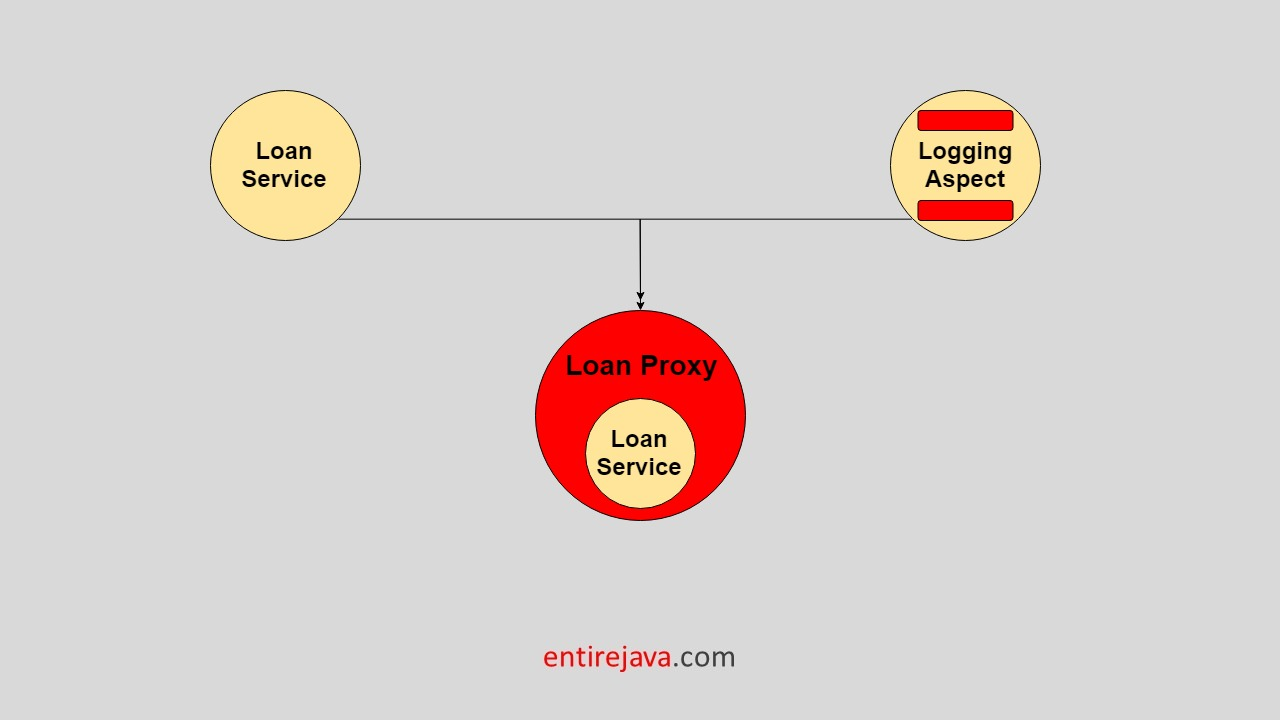 Loan
Service
Logging
Aspect
Loan Proxy
Loan
Service
entirejava.com